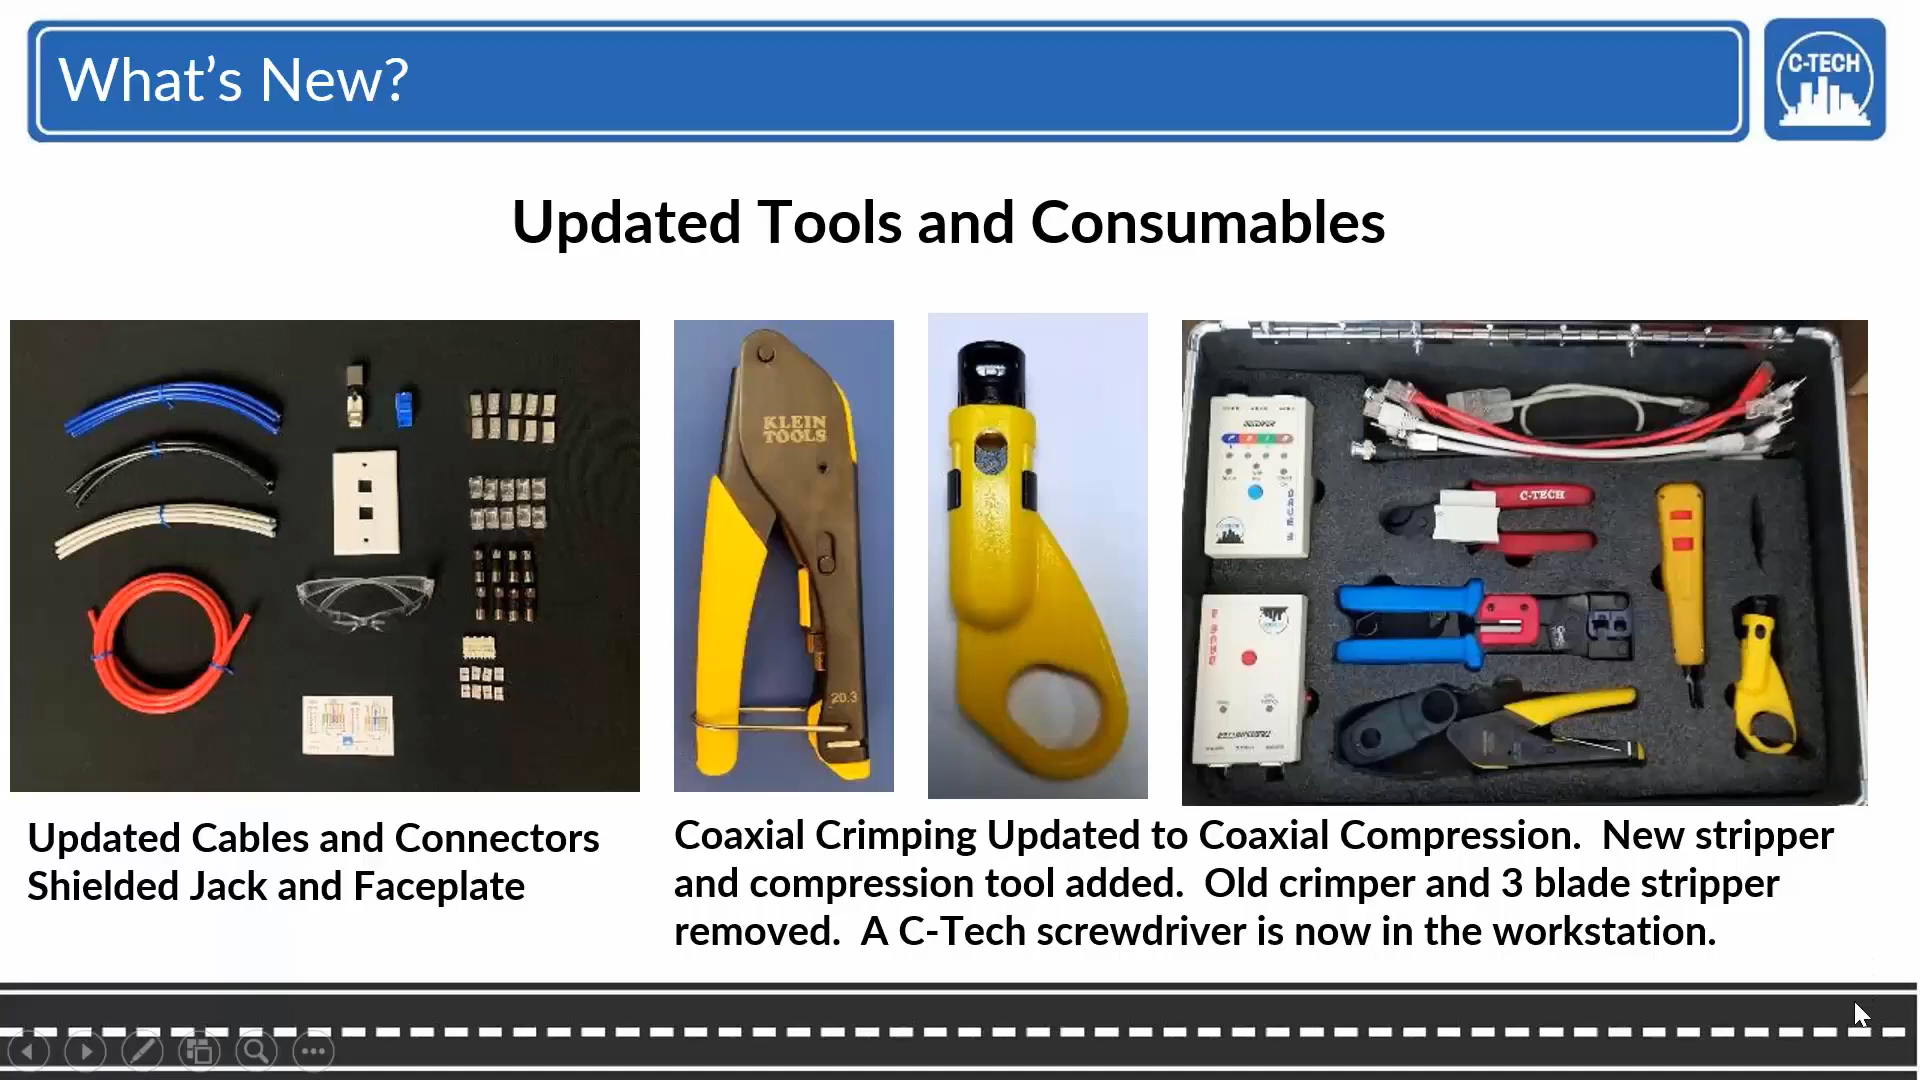 What's New?
C-TECH
Updated Tools and Consumables
KLEIN
TOOLS
20.3
C-TECH
Updated Cables and Connectors
Shielded Jack and Faceplate
Coaxial Crimping Updated to Coaxial Compression.  New stripper
and compression tool added.  Old crimper and 3 blade stripper
removed.  A C-Tech screwdriver is now in the workstation.